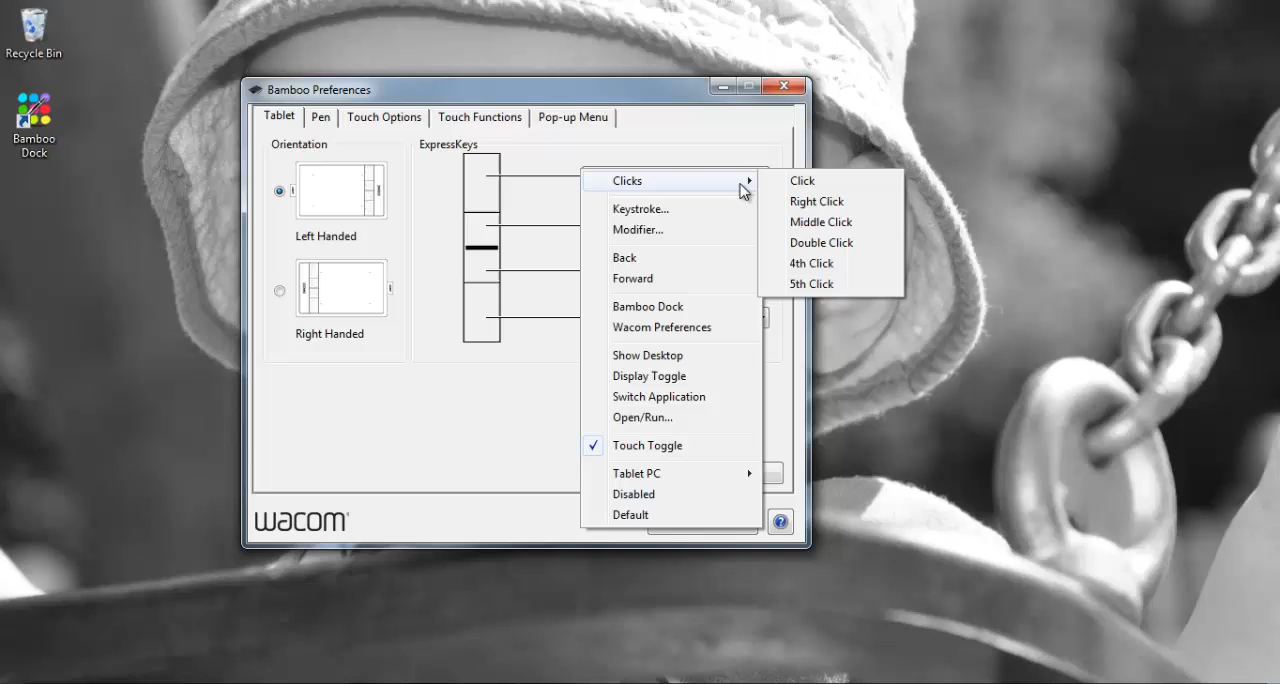 Recycle Bin
Bamboo
Dock
Bamboo Preferences
Tablet
Pen
Touch Options
Touch Functions
Pop-up Menu
Orientation
Left Handed
Right Handed
ExpressKeys
Clicks
Keystroke...
Modifier...
Back
Forward
Bamboo Dock
Wacom Preferences
Show Desktop
Display Toggle
Switch Application
Open/Run...
Touch Toggle
Tablet PC
Disabled
Default
Click
Right Click
Middle Click
Double Click
4th Click
5th Click
wacom
?